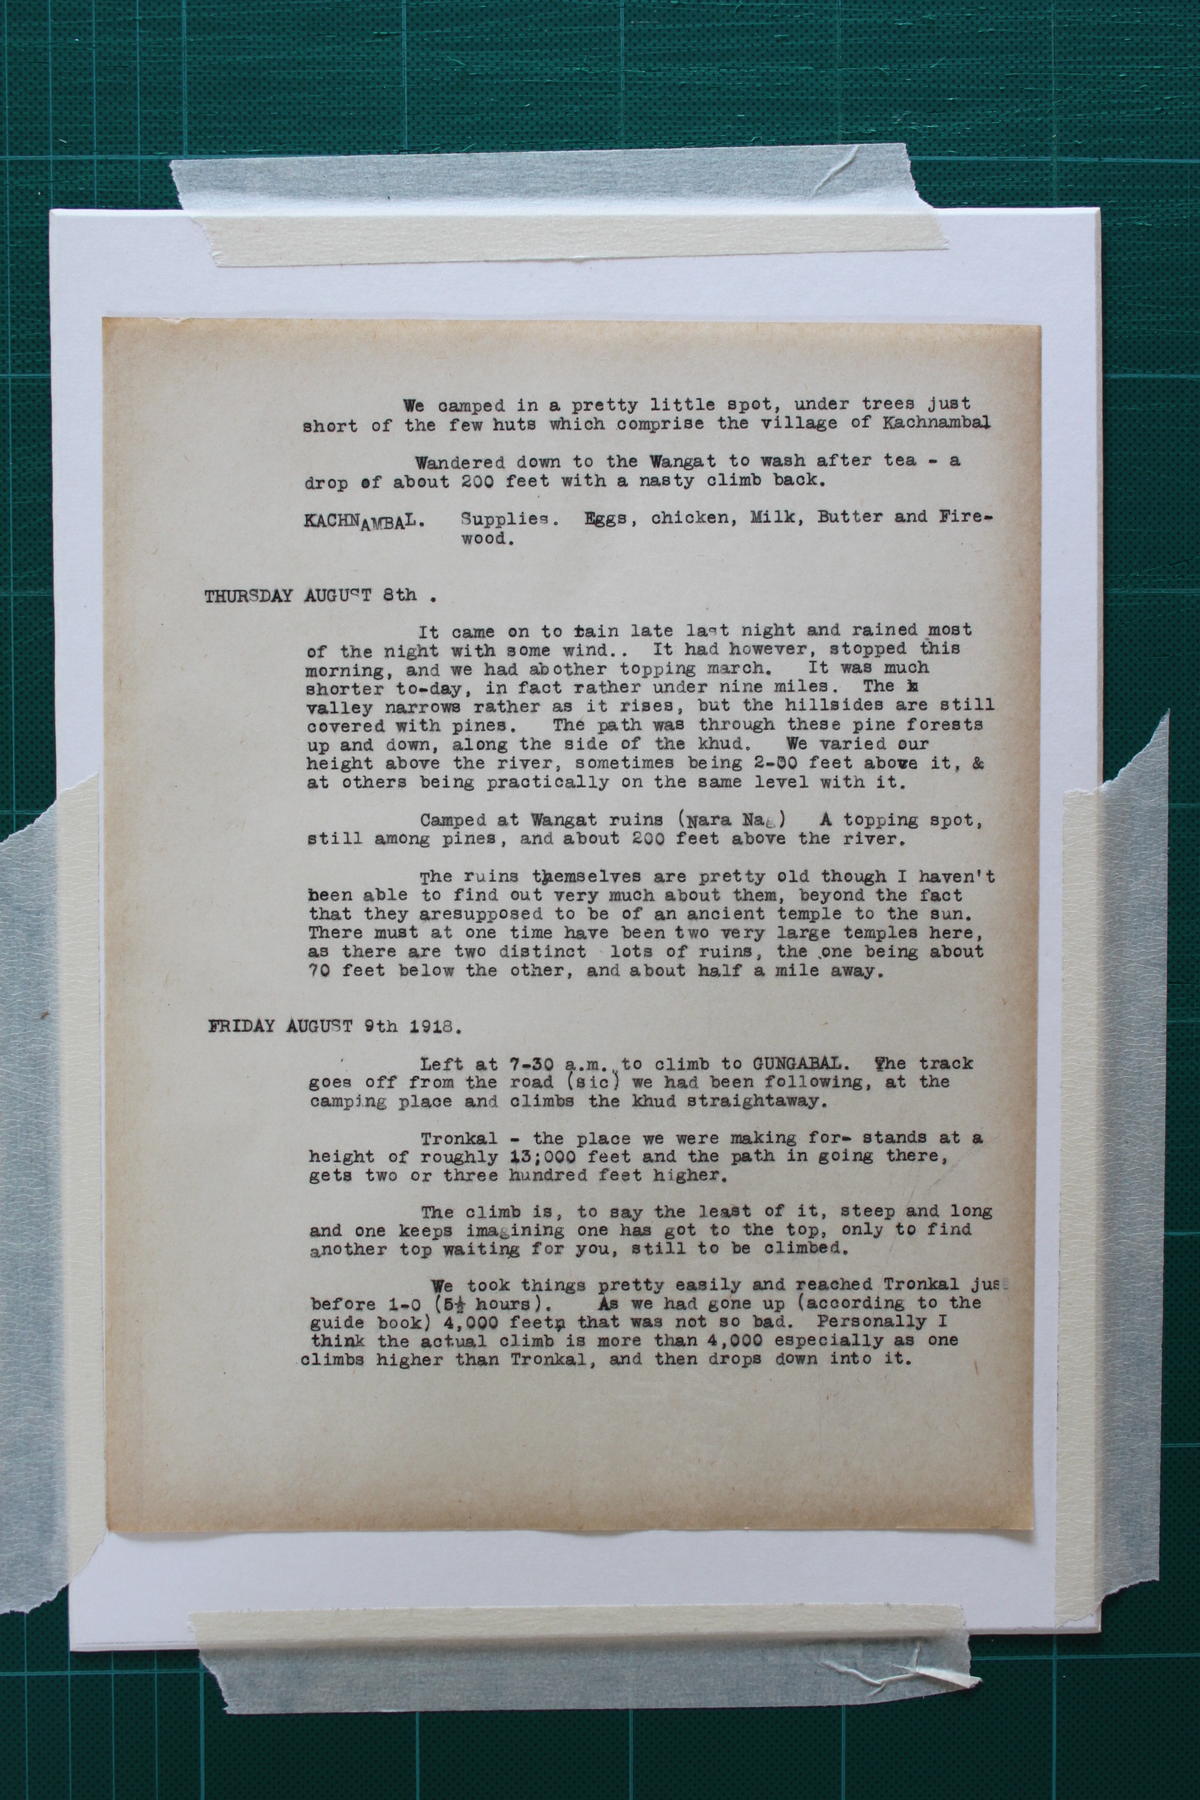 We camped in a pretty little spot, under trees just
short of the few huts which comprise the village of Kachnambal
Wandered down to the Wangat to wash after tea - a
drop of about 200 feet with a nasty climb back.
KACHNAMBAL. Supplies. Eggs, chicken, Milk, Butter and Fire-
wood.
THURSDAY AUGUST 8th .
It came on to tain late last night and rained most
of the night with some wind.. It had however, stopped this
morning, and we had abother topping march. It was much
shorter to-day, in fact rather under nine miles. The
valley narrows rather as it rises, but the hillsides are still
covered with pines. The path was through these pine forests
up and down, along the side of the khud. We varied our
height above the river, sometimes being above it, &
at others being practically on the same level with it.
Camped at Wangat ruins (Nara Nag) A topping spot,
still among pines, and about 200 feet above the river.
The ruins themselves are pretty old though I haven't
been able to find out very much about them, beyond the fact
that they aresupposed to be of an ancient temple to the sun.
There must at one time have been two very large temples here,
as there are two distinct lots of ruins, the one being about
70 feet below the other, and about half a mile away.
FRIDAY AUGUST 9th 1918.
Left at 7-30 a.m. to climb to GUNGABAL. The track
goes off from the road (sic) we had been following, at the
camping place and climbs the khud straightaway.
Tronkal - the place we were making for- stands at a
height of roughly 13;000 feet and the path in going there,
gets two or three hundred feet higher.
The climb is, to say the least of it, steep and long
and one keeps imagining one has got to the top, only to find
another top waiting for you, still to be climbed.
We took things pretty easily and reached Tronkal just
before 1-0 (5½ hours). As we had gone up (according to the
guide book) 4,000 feet, that was not so bad. Personally I
think the actual climb is more than 4,000 especially as one
climbs higher than Tronkal, and then drops down into it.